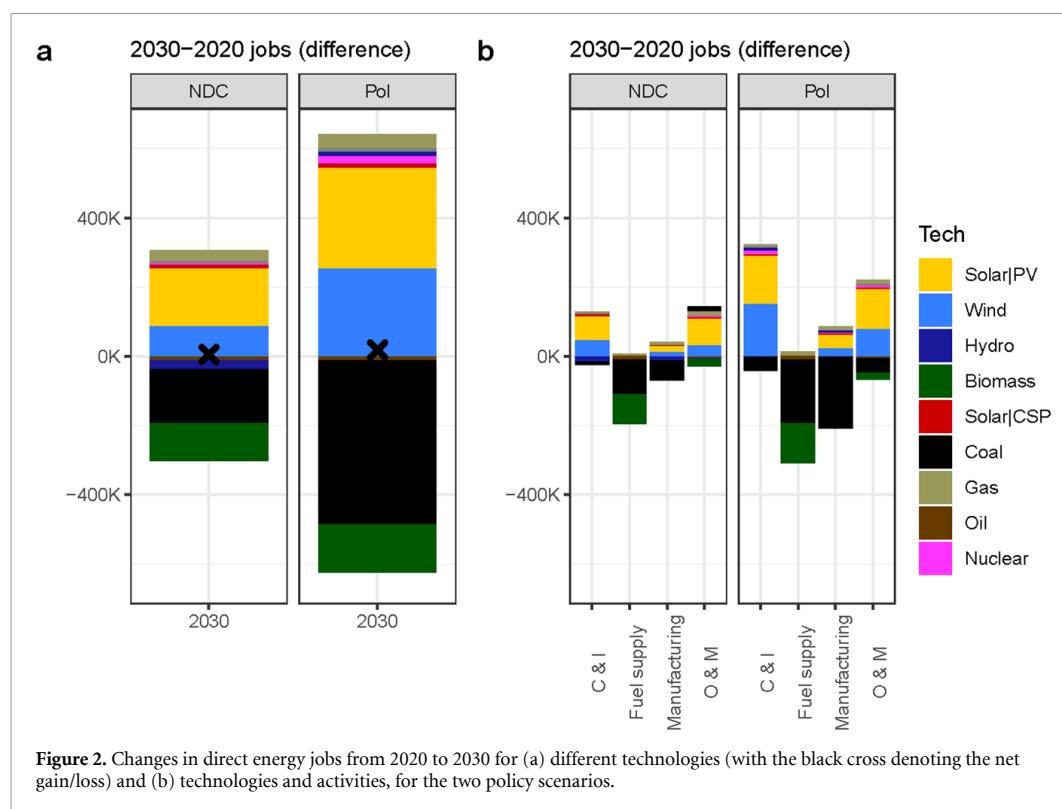 a
2030−2020 jobs (difference)
NDC
Pol
400K
0K
−400K
2030
2030
b
2030−2020 jobs (difference)
NDC
Pol
400K
0K
−400K
C & I
Fuel supply
Manufacturing
O & M
C & I
Fuel supply
Manufacturing
O & M
Tech
Solar|PV
Wind
Hydro
Biomass
Solar|CSP
Coal
Gas
Oil
Nuclear
Figure 2. Changes in direct energy jobs from 2020 to 2030 for (a) different technologies (with the black cross denoting the net
gain/loss) and (b) technologies and activities, for the two policy scenarios.